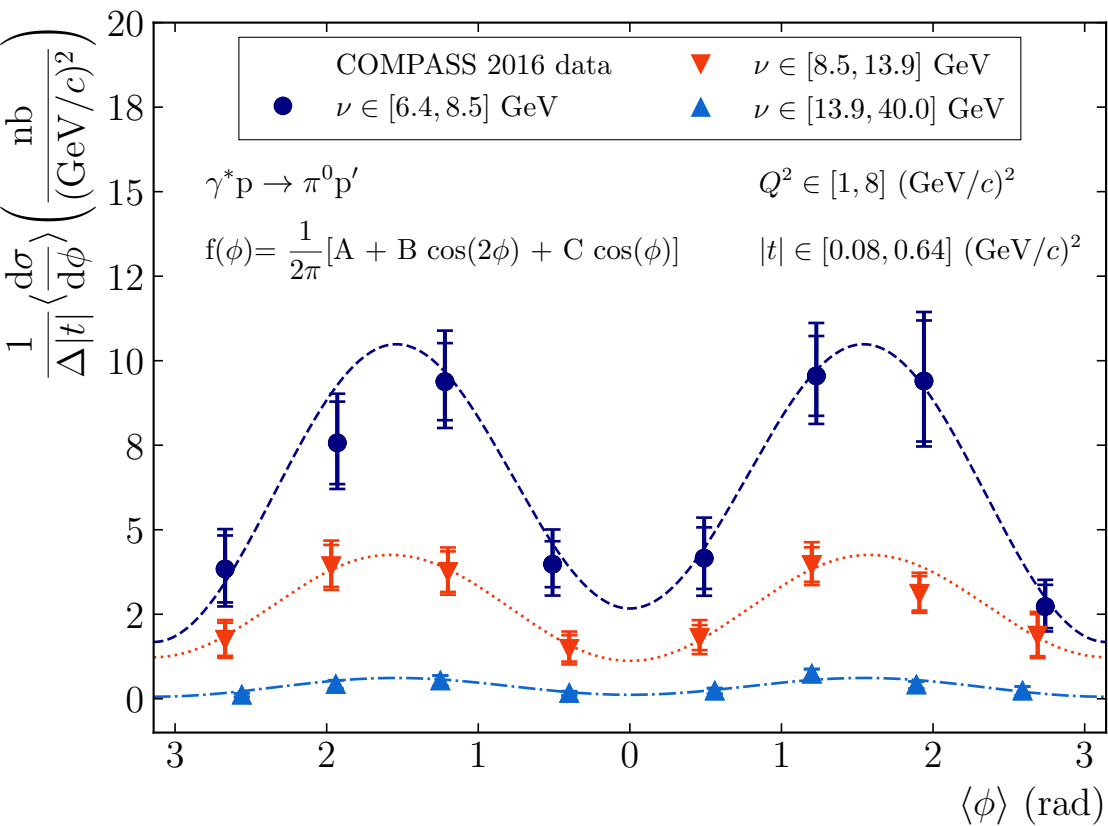 1/Δ|t| ⟨dσ/dϕ⟩ (nb/(GeV/c)²)
20
18
15
12
10
8
5
2
0
COMPASS 2016 data
ν ∈ [6.4, 8.5] GeV
ν ∈ [8.5, 13.9] GeV
ν ∈ [13.9, 40.0] GeV
γ*p → π⁰p′
Q² ∈ [1, 8] (GeV/c)²
f(ϕ)= 1/2π [A + B cos(2ϕ) + C cos(ϕ)]
|t| ∈ [0.08, 0.64] (GeV/c)²
3 2 1 0 1 2 3
⟨ϕ⟩ (rad)